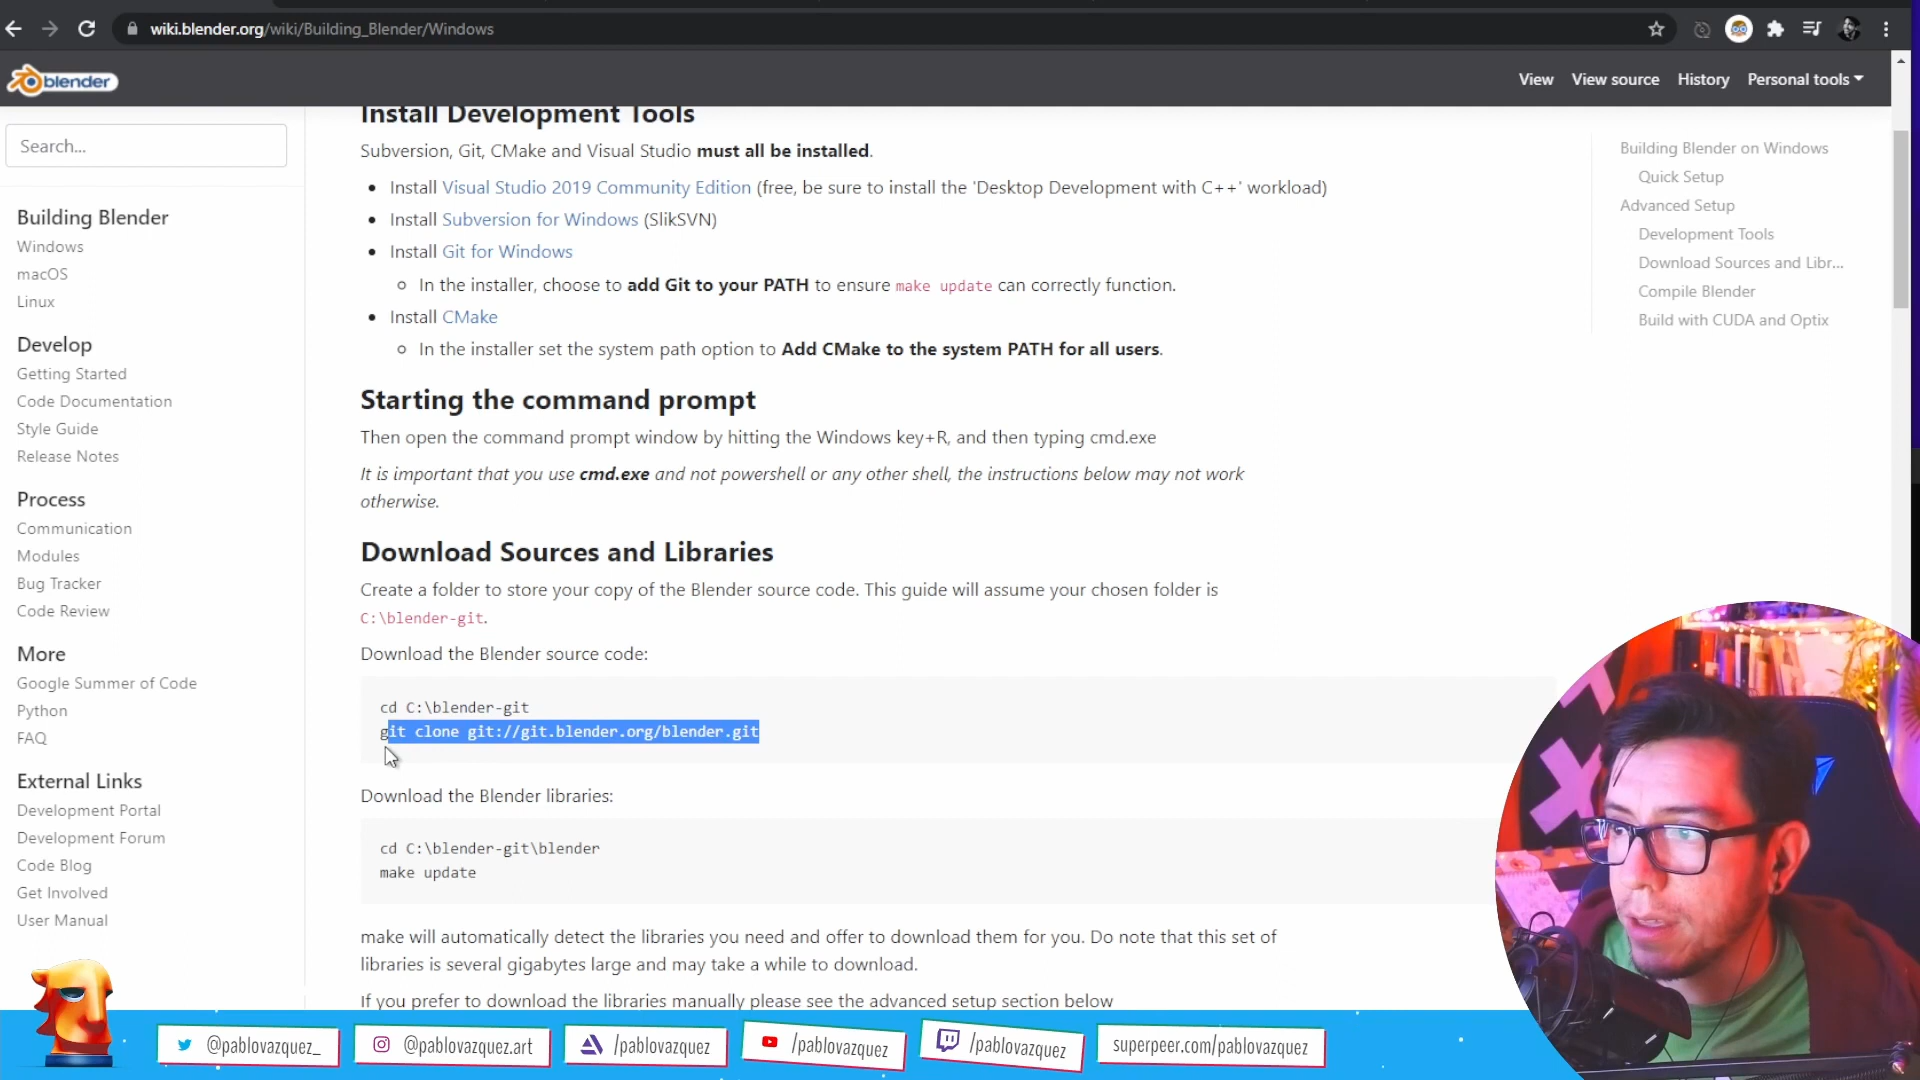 wiki.blender.org/wiki/Building_Blender/Windows
blender
View
View source
History
Personal tools
Search...
Building Blender
Windows
macOS
Linux
Develop
Getting Started
Code Documentation
Style Guide
Release Notes
Process
Communication
Modules
Bug Tracker
Code Review
More
Google Summer of Code
Python
FAQ
External Links
Development Portal
Development Forum
Code Blog
Get Involved
User Manual
Install Development Tools
Subversion, Git, CMake and Visual Studio must all be installed.
Install Visual Studio 2019 Community Edition (free, be sure to install the 'Desktop Development with C++' workload)
Install Subversion for Windows (SlikSVN)
Install Git for Windows
In the installer, choose to add Git to your PATH to ensure make update can correctly function.
Install CMake
In the installer set the system path option to Add CMake to the system PATH for all users.
Starting the command prompt
Then open the command prompt window by hitting the Windows key+R, and then typing cmd.exe
It is important that you use cmd.exe and not powershell or any other shell, the instructions below may not work
otherwise.
Download Sources and Libraries
Create a folder to store your copy of the Blender source code. This guide will assume your chosen folder is
C:\blender-git.
Download the Blender source code:
cd C:\blender-git
git clone git://git.blender.org/blender.git
Download the Blender libraries:
cd C:\blender-git\blender
make update
make will automatically detect the libraries you need and offer to download them for you. Do note that this set of
libraries is several gigabytes large and may take a while to download.
If you prefer to download the libraries manually please see the advanced setup section below
Building Blender on Windows
Quick Setup
Advanced Setup
Development Tools
Download Sources and Libr...
Compile Blender
Build with CUDA and Optix
@pablovazquez_
@pablovazquez.art
/pablovazquez
/pablovazquez
/pablovazquez
superpeer.com/pablovazquez